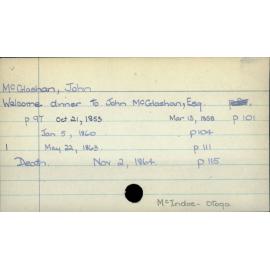 McGlashan, John
Welcome dinner to John McGlashan, Esq.
p 97 Oct 21, 1853 Mar 13, 1858 p 101
Jan 5, 1860 p 104
1 May 22, 1863 p 111
Death. Nov 2, 1864 p 115
McIndoe - Otago